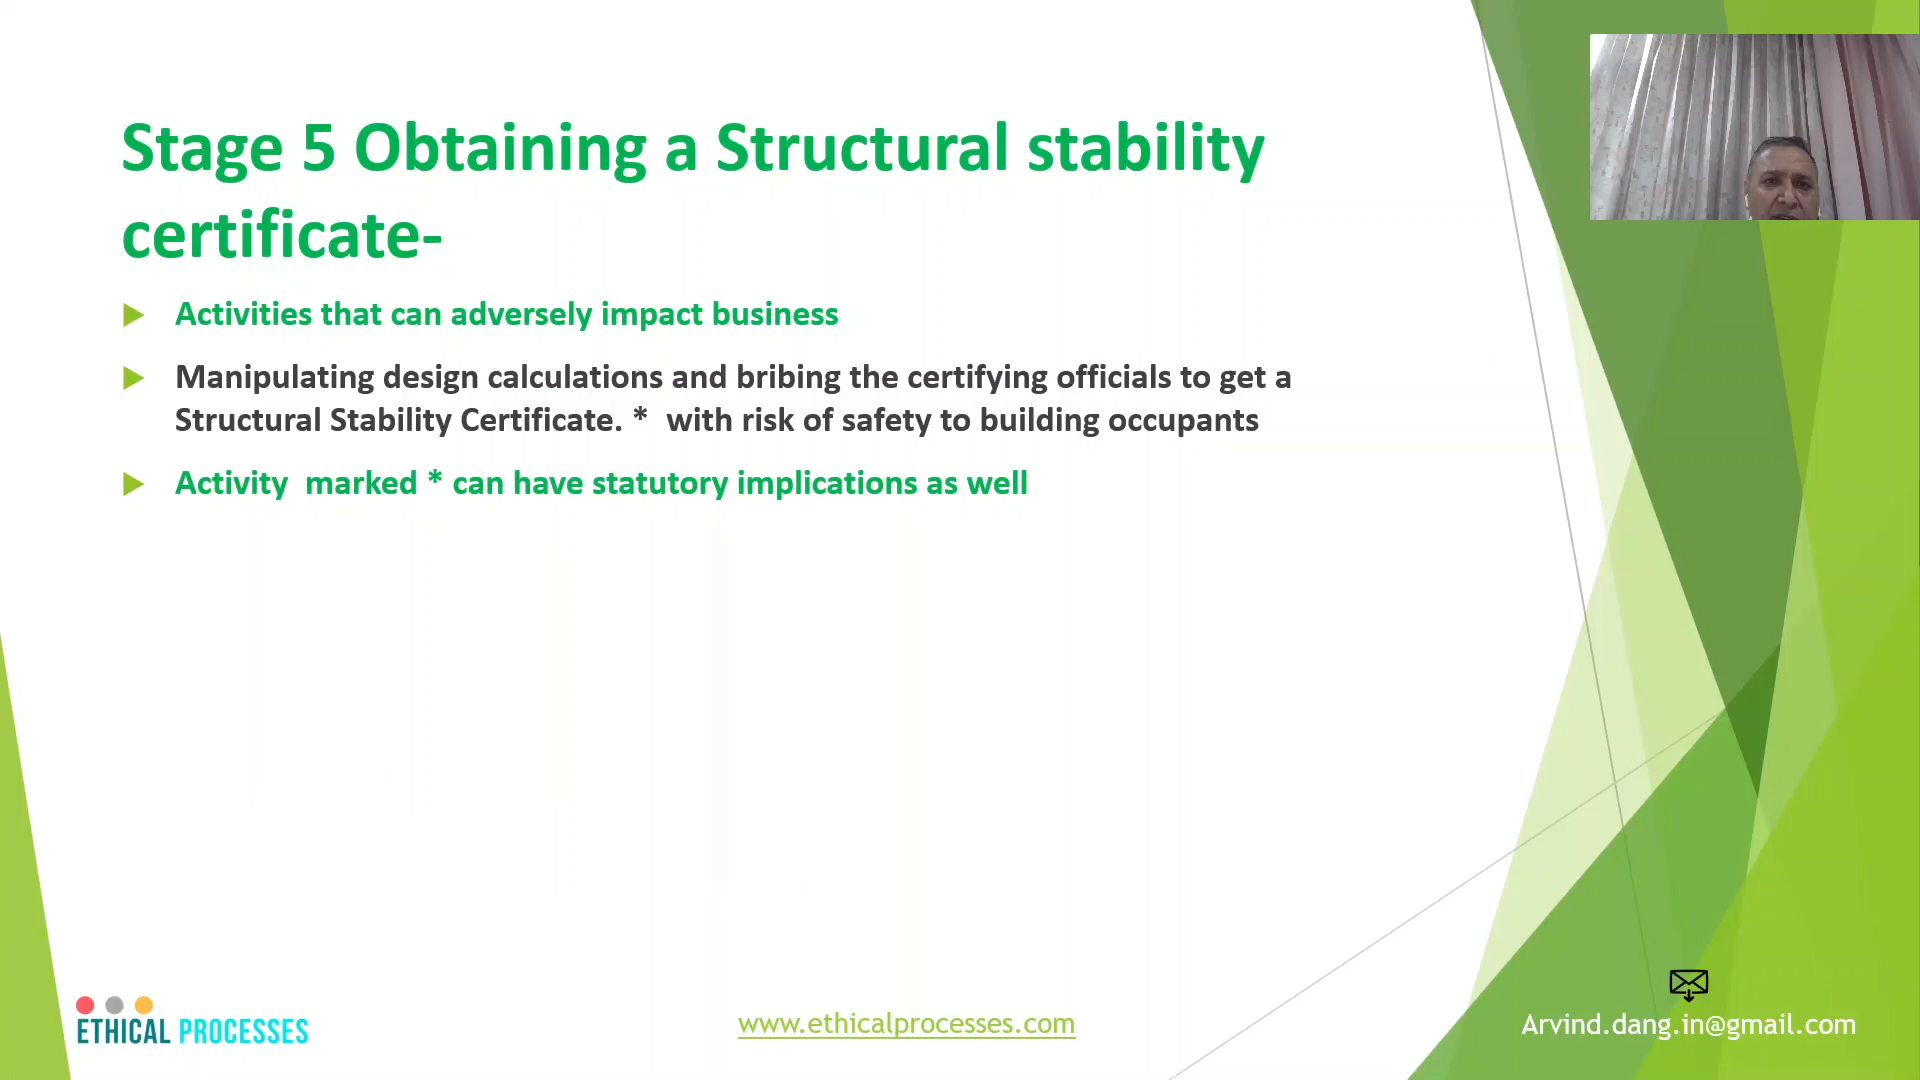 Stage 5 Obtaining a Structural stability
certificate-
Activities that can adversely impact business
Manipulating design calculations and bribing the certifying officials to get a
Structural Stability Certificate. *  with risk of safety to building occupants
Activity  marked * can have statutory implications as well
ETHICAL PROCESSES
www.ethicalprocesses.com
Arvind.dang.in@gmail.com